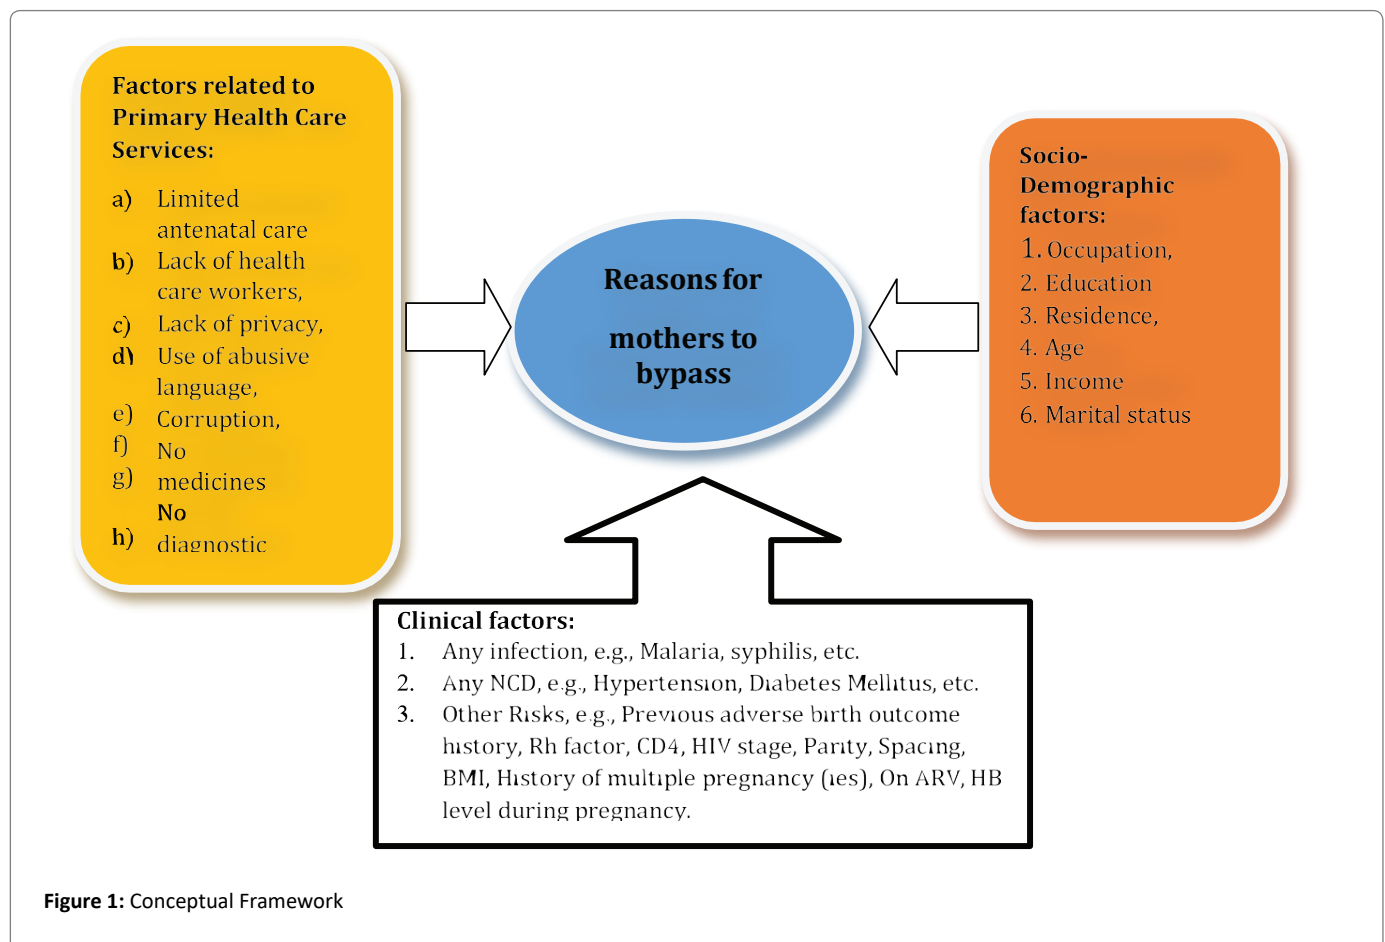 Factors related to
Primary Health Care
Services:
a) Limited
antenatal care
b) Lack of health
care workers,
c) Lack of privacy,
d) Use of abusive
language,
e) Corruption,
f) No
g) medicines
No
h) diagnostic
Reasons for
mothers to
bypass
Socio-
Demographic
factors:
1. Occupation,
2. Education
3. Residence,
4. Age
5. Income
6. Marital status
Clinical factors:
1. Any infection, e.g., Malaria, syphilis, etc.
2. Any NCD, e.g., Hypertension, Diabetes Mellitus, etc.
3. Other Risks, e.g., Previous adverse birth outcome
history, Rh factor, CD4, HIV stage, Parity, Spacing,
BMI, History of multiple pregnancy (ies), On ARV, HB
level during pregnancy.
Figure 1: Conceptual Framework